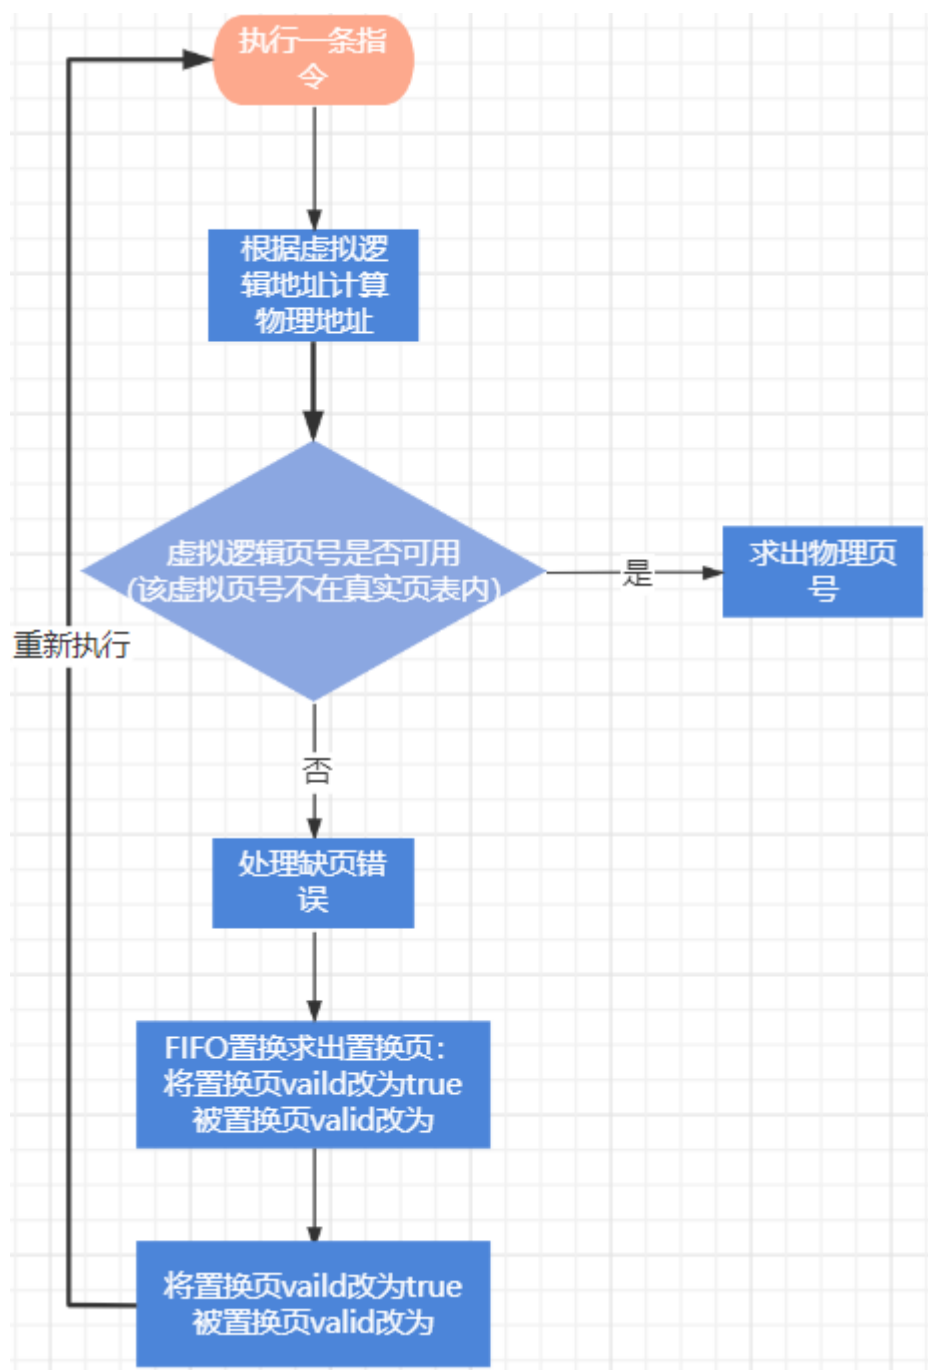 执行一条指
令
根据虚拟逻
辑地址计算
物理地址
虚拟逻辑页号是否可用
(该虚拟页号不在真实页表内)
是
求出物理页
号
重新执行
否
处理缺页错
误
FIFO置换求出置换页：
将置换页vaild改为true
被置换页valid改为
将置换页vaild改为true
被置换页valid改为